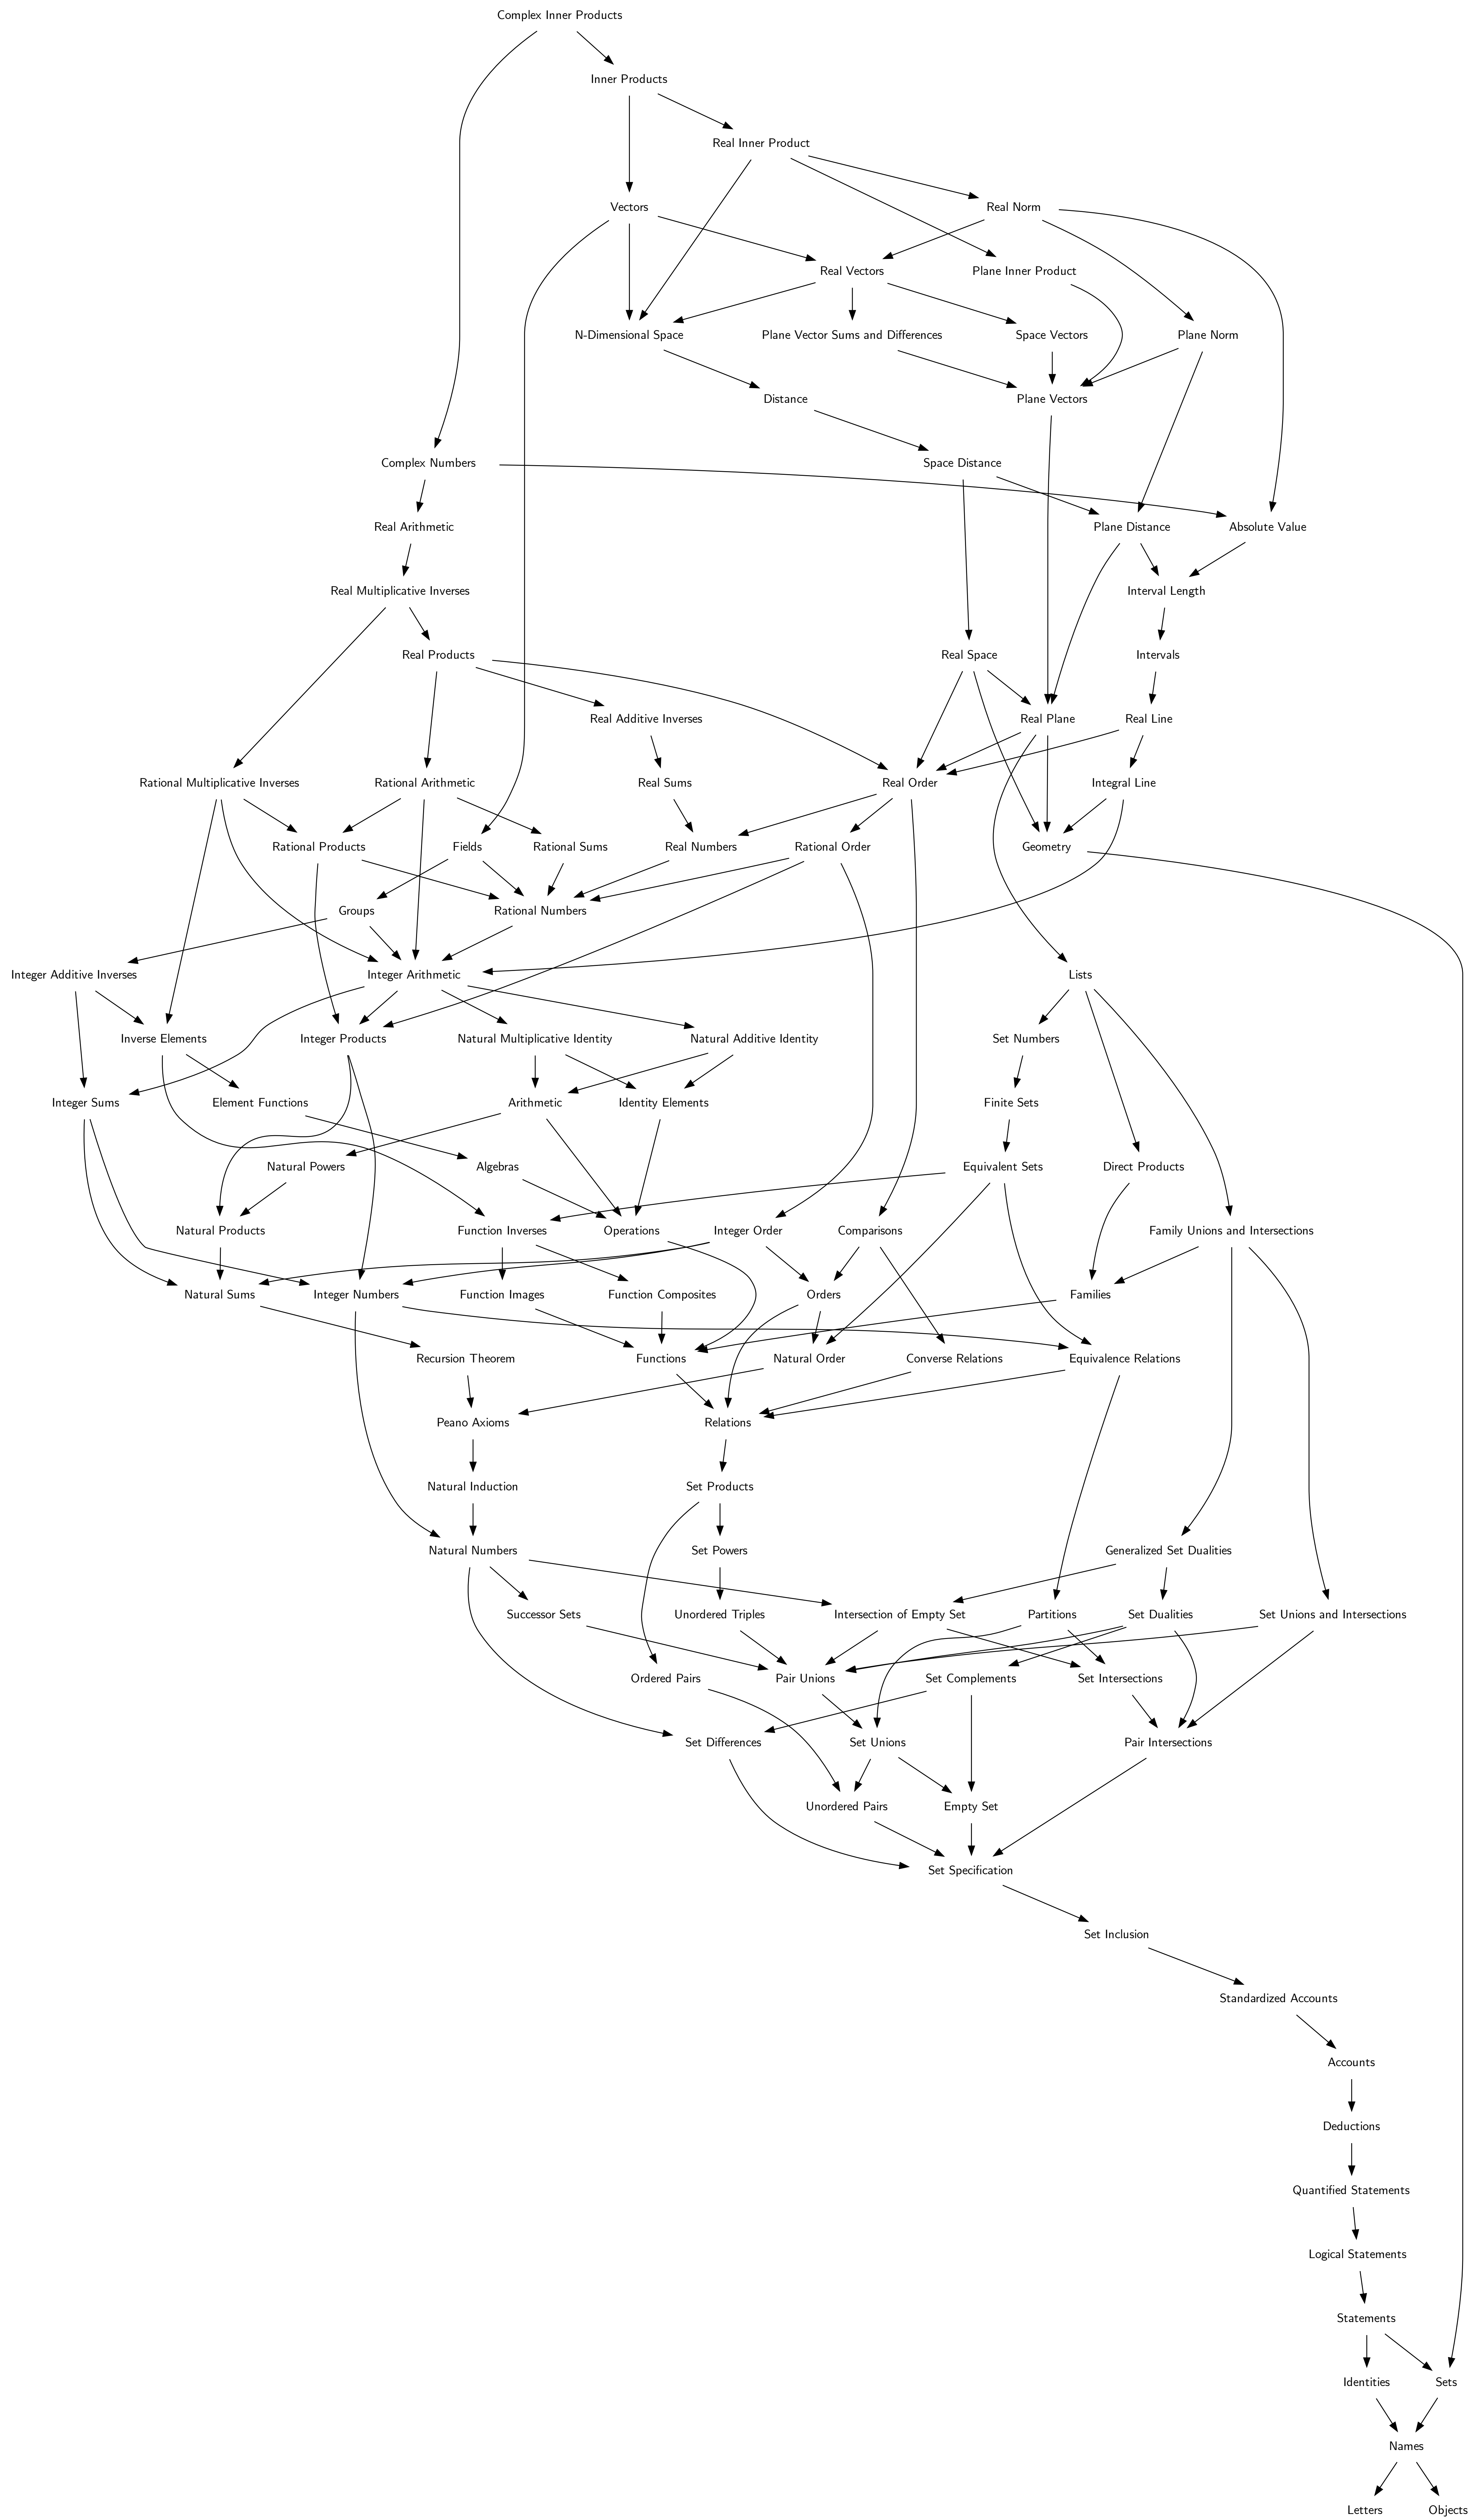 Complex Inner Products
Inner Products
Real Inner Product
Vectors
Real Norm
Real Vectors
Plane Inner Product
N-Dimensional Space
Plane Vector Sums and Differences
Space Vectors
Plane Norm
Distance
Plane Vectors
Complex Numbers
Space Distance
Real Arithmetic
Plane Distance
Absolute Value
Real Multiplicative Inverses
Interval Length
Real Products
Real Space
Intervals
Real Additive Inverses
Real Plane
Real Line
Rational Multiplicative Inverses
Rational Arithmetic
Real Sums
Real Order
Integral Line
Rational Products
Fields
Rational Sums
Real Numbers
Rational Order
Geometry
Groups
Rational Numbers
Integer Additive Inverses
Integer Arithmetic
Lists
Inverse Elements
Integer Products
Natural Multiplicative Identity
Natural Additive Identity
Set Numbers
Integer Sums
Element Functions
Arithmetic
Identity Elements
Finite Sets
Natural Powers
Algebras
Equivalent Sets
Direct Products
Natural Products
Function Inverses
Operations
Integer Order
Comparisons
Family Unions and Intersections
Natural Sums
Integer Numbers
Function Images
Function Composites
Orders
Families
Recursion Theorem
Functions
Natural Order
Converse Relations
Equivalence Relations
Peano Axioms
Relations
Natural Induction
Set Products
Natural Numbers
Set Powers
Generalized Set Dualities
Successor Sets
Unordered Triples
Intersection of Empty Set
Partitions
Set Dualities
Set Unions and Intersections
Ordered Pairs
Pair Unions
Set Complements
Set Intersections
Set Differences
Set Unions
Pair Intersections
Unordered Pairs
Empty Set
Set Specification
Set Inclusion
Standardized Accounts
Accounts
Deductions
Quantified Statements
Logical Statements
Statements
Identities
Sets
Names
Letters
Objects